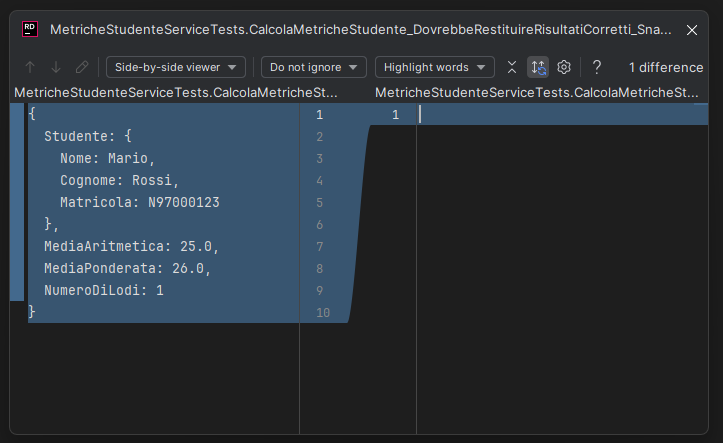 RD MetricheStudenteServiceTests.CalcolaMetricheStudente_DovrebbeRestituireRisultatiCorretti_Sna...
Side-by-side viewer Do not ignore Highlight words ? 1 difference
MetricheStudenteServiceTests.CalcolaMetricheSt... MetricheStudenteServiceTests.CalcolaMetricheSt...
{ 1 1
Studente: { 2
Nome: Mario, 3
Cognome: Rossi, 4
Matricola: N97000123 5
}, 6
MediaAritmetica: 25.0, 7
MediaPonderata: 26.0, 8
NumeroDiLodi: 1 9
} 10